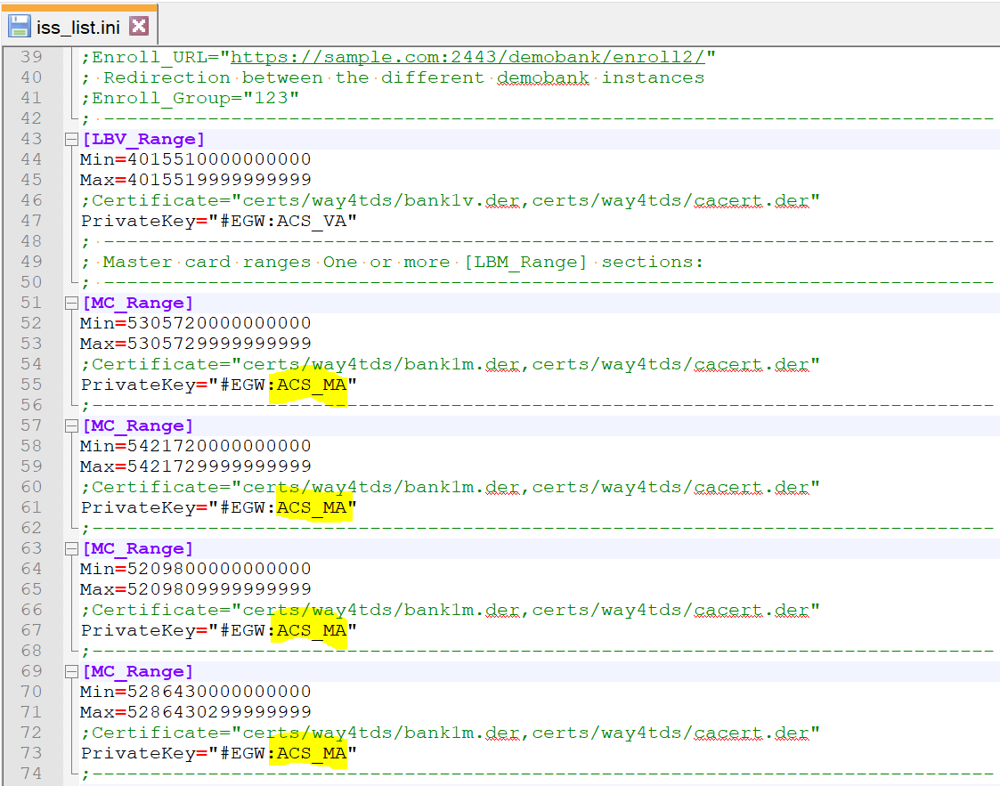 iss_list.ini
39 ;Enroll_URL="https://sample.com:2443/demobank/enroll2/"
40 ; Redirection between the different demobank instances
41 ;Enroll_Group="123"
42 ; ---------------------------------------------------------------------------
43 [LBV_Range]
44 Min=4015510000000000
45 Max=4015519999999999
46 ;Certificate="certs/way4tds/bank1v.der,certs/way4tds/cacert.der"
47 PrivateKey="#EGW:ACS_VA"
48 ; ---------------------------------------------------------------------------
49 ; Master card ranges One or more [LBM_Range] sections:
50 ; ---------------------------------------------------------------------------
51 [MC_Range]
52 Min=5305720000000000
53 Max=5305729999999999
54 ;Certificate="certs/way4tds/bank1m.der,certs/way4tds/cacert.der"
55 PrivateKey="#EGW:ACS_MA"
56 ;----------------------------------------------------------------------------
57 [MC_Range]
58 Min=5421720000000000
59 Max=5421729999999999
60 ;Certificate="certs/way4tds/bank1m.der,certs/way4tds/cacert.der"
61 PrivateKey="#EGW:ACS_MA"
62 ;----------------------------------------------------------------------------
63 [MC_Range]
64 Min=5209800000000000
65 Max=5209809999999999
66 ;Certificate="certs/way4tds/bank1m.der,certs/way4tds/cacert.der"
67 PrivateKey="#EGW:ACS_MA"
68 ;----------------------------------------------------------------------------
69 [MC_Range]
70 Min=5286430000000000
71 Max=5286430299999999
72 ;Certificate="certs/way4tds/bank1m.der,certs/way4tds/cacert.der"
73 PrivateKey="#EGW:ACS_MA"
74 ;----------------------------------------------------------------------------